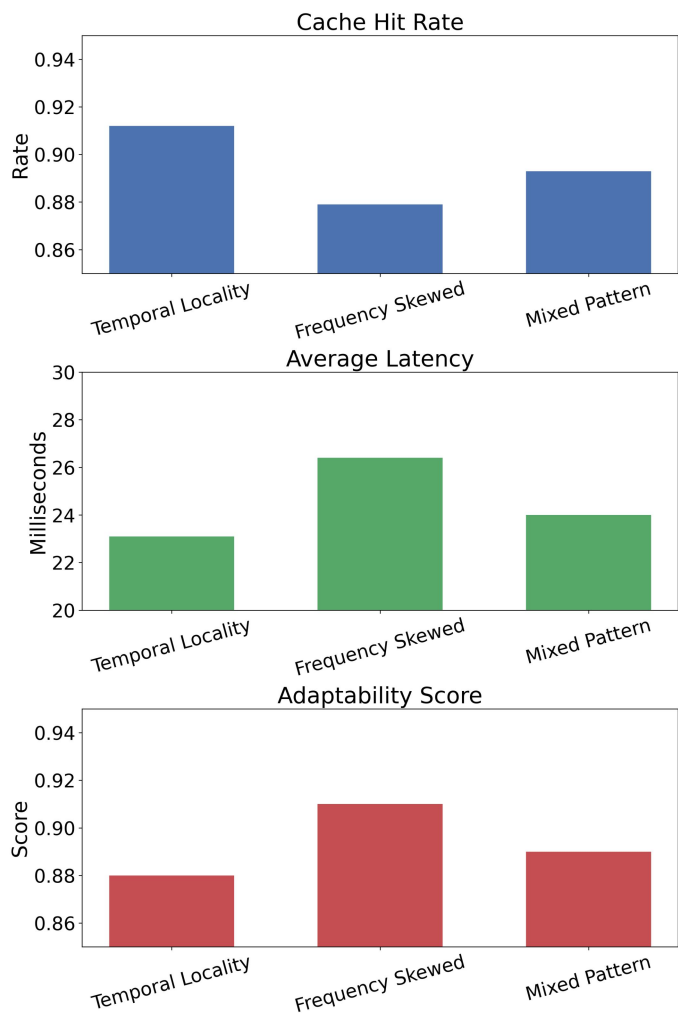 Cache Hit Rate
0.94
0.92
0.90
0.88
0.86
Rate
Temporal Locality
Frequency Skewed
Mixed Pattern
Average Latency
30
28
26
24
22
20
Milliseconds
Temporal Locality
Frequency Skewed
Mixed Pattern
Adaptability Score
0.94
0.92
0.90
0.88
0.86
Score
Temporal Locality
Frequency Skewed
Mixed Pattern